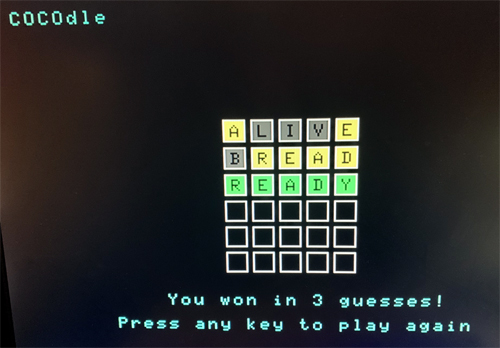 COCOdle
ALIVE
BREAD
READY
You won in 3 guesses!
Press any key to play again